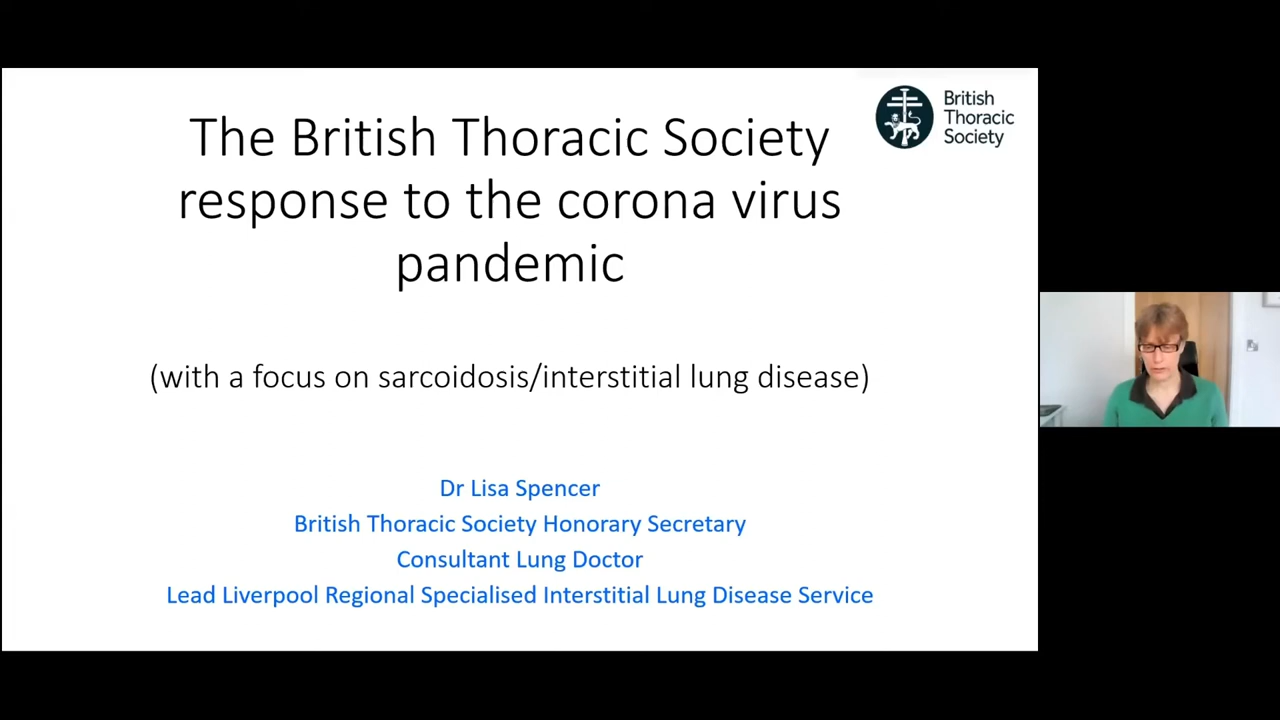 The British Thoracic Society
response to the corona virus
pandemic
British
Thoracic
Society
(with a focus on sarcoidosis/interstitial lung disease)
Dr Lisa Spencer
British Thoracic Society Honorary Secretary
Consultant Lung Doctor
Lead Liverpool Regional Specialised Interstitial Lung Disease Service